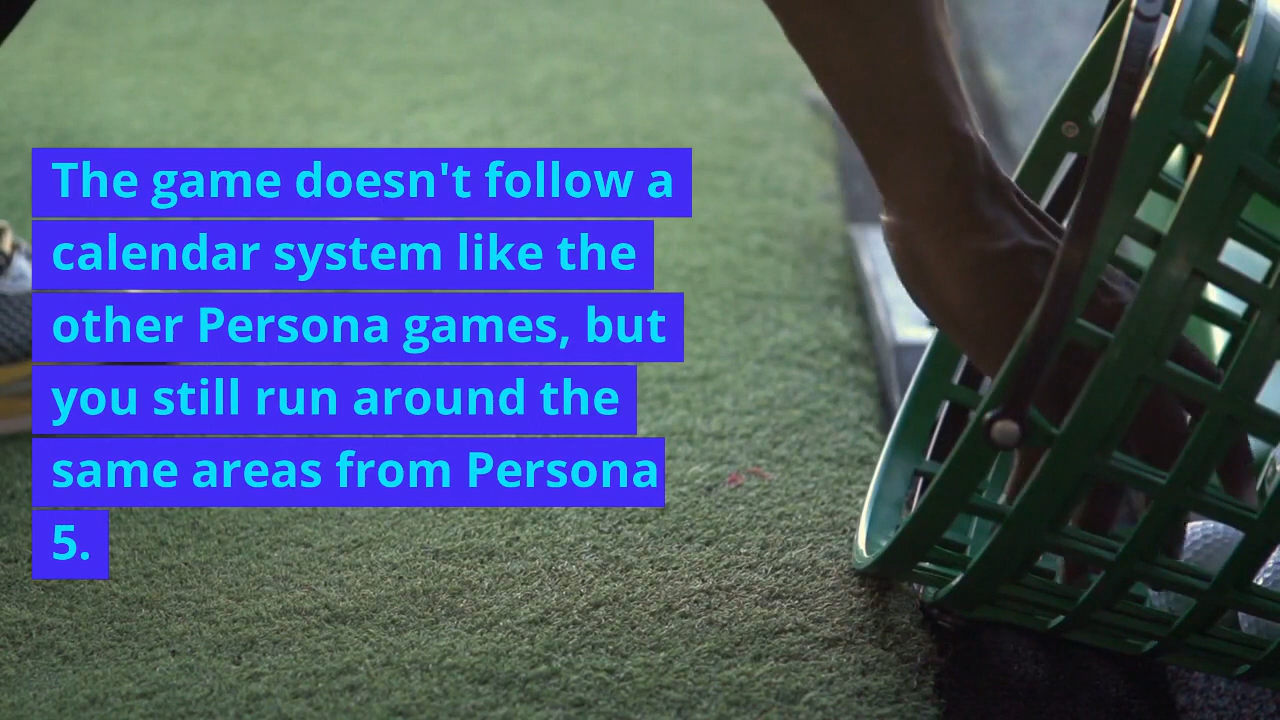 The game doesn't follow a
calendar system like the
other Persona games, but
you still run around the
same areas from Persona
5.